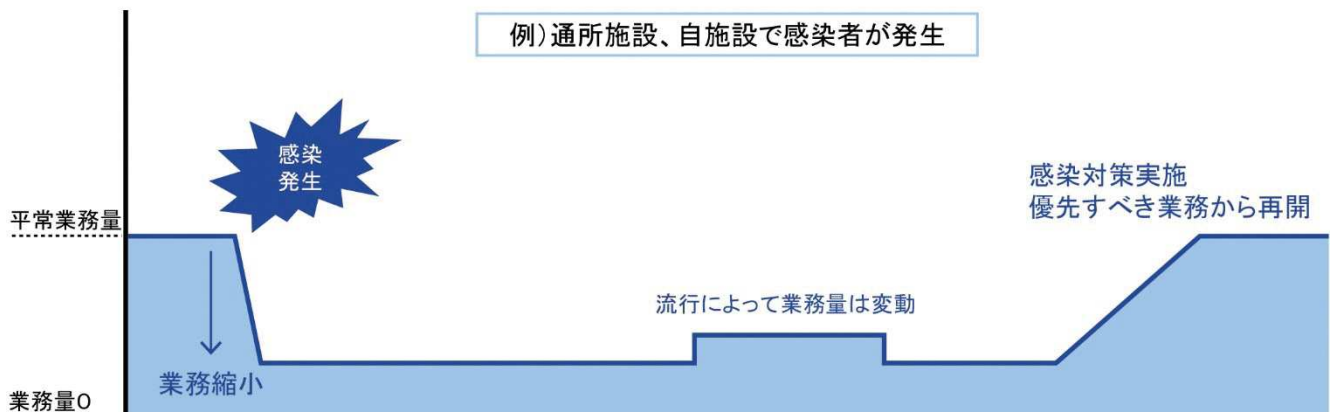 例)通所施設、自施設で感染者が発生
感染
発生
感染対策実施
優先すべき業務から再開
平常業務量
流行によって業務量は変動
業務縮小
業務量0